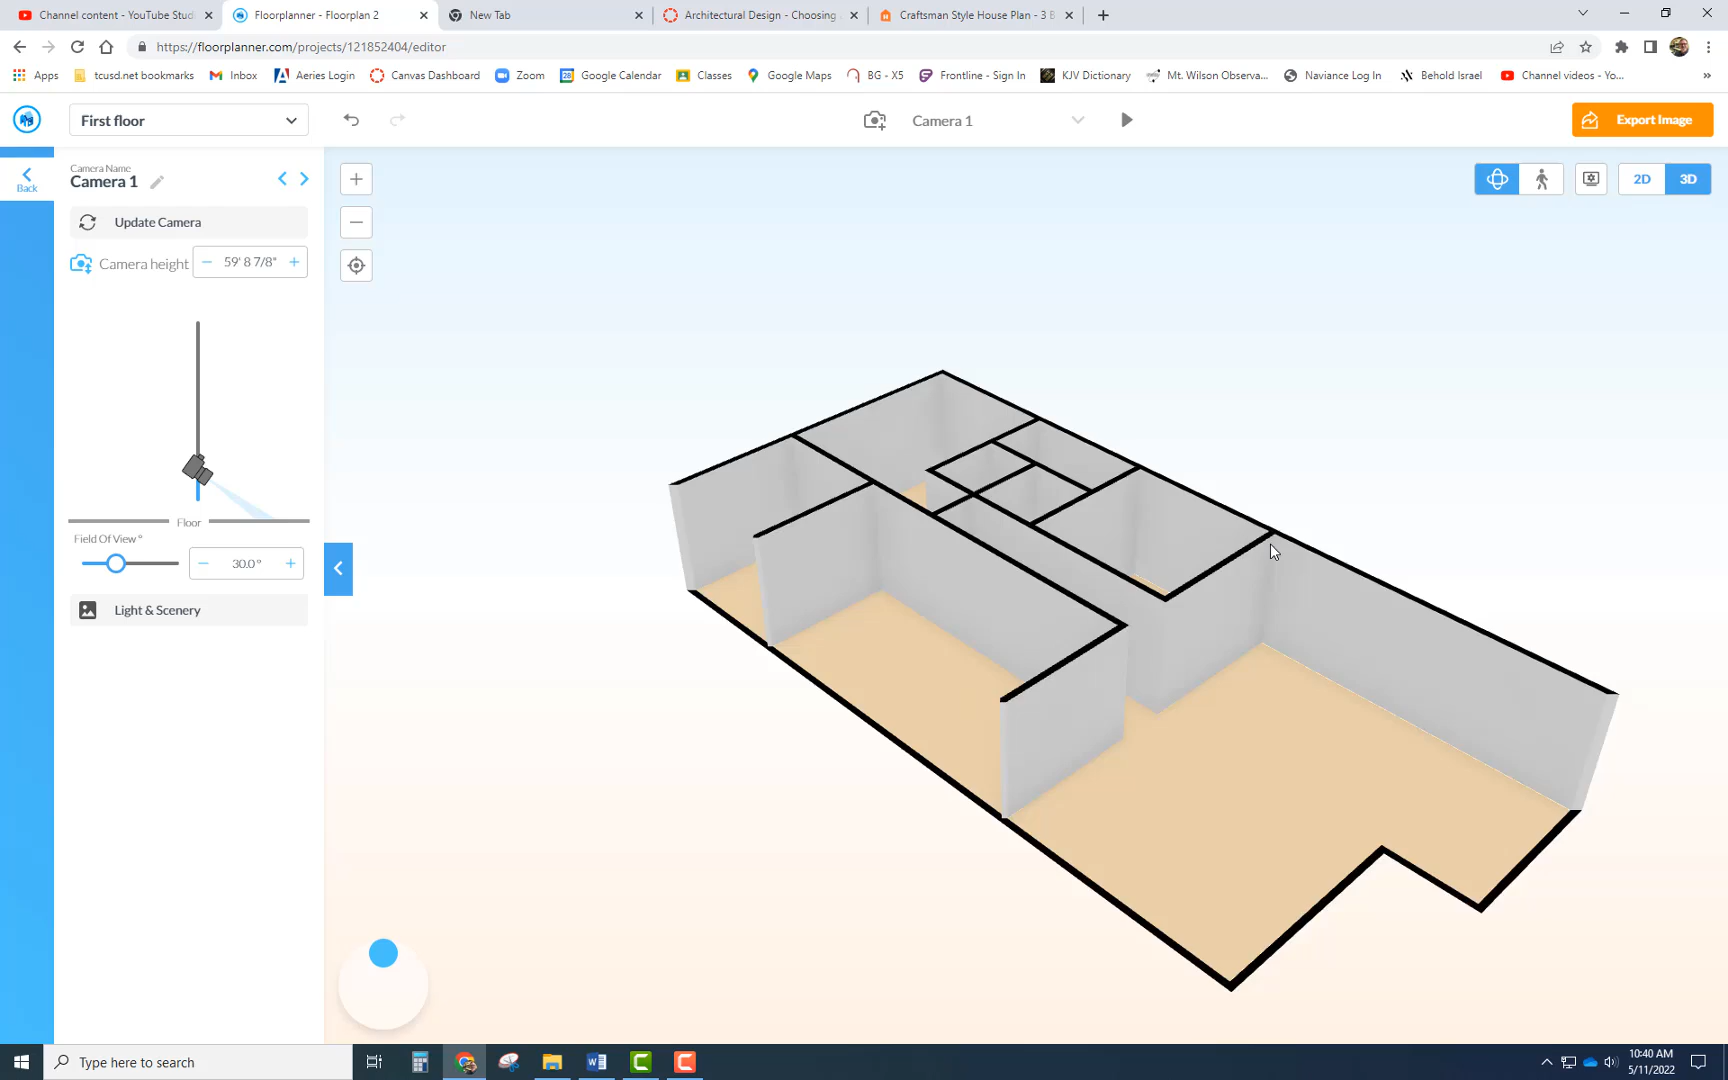 Channel content - YouTube Stud
Floorplanner - Floorplan 2
New Tab
Architectural Design - Choosing
Craftsman Style House Plan - 3 B
https://floorplanner.com/projects/121852404/editor
Apps
tcusd.net bookmarks
Inbox
Aeries Login
Canvas Dashboard
Zoom
28
Google Calendar
Classes
Google Maps
BG - X5
Frontline - Sign In
KJV Dictionary
Mt. Wilson Observa...
Naviance Log In
Behold Israel
Channel videos - Yo...
»
First floor
Camera 1
Export Image
Back
Camera Name
Camera 1
Update Camera
Camera height
59' 8 7/8"
2D
3D
Floor
Field Of View °
30.0 °
Light & Scenery
Type here to search
10:40 AM
5/11/2022